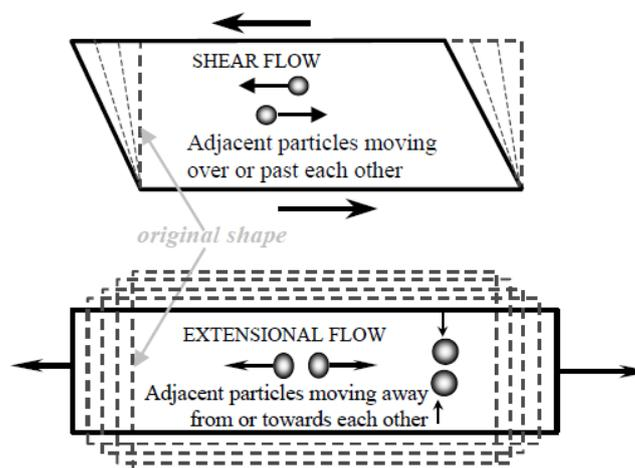 SHEAR FLOW
Adjacent particles moving
over or past each other
original shape
EXTENSIONAL FLOW
Adjacent particles moving away
from or towards each other